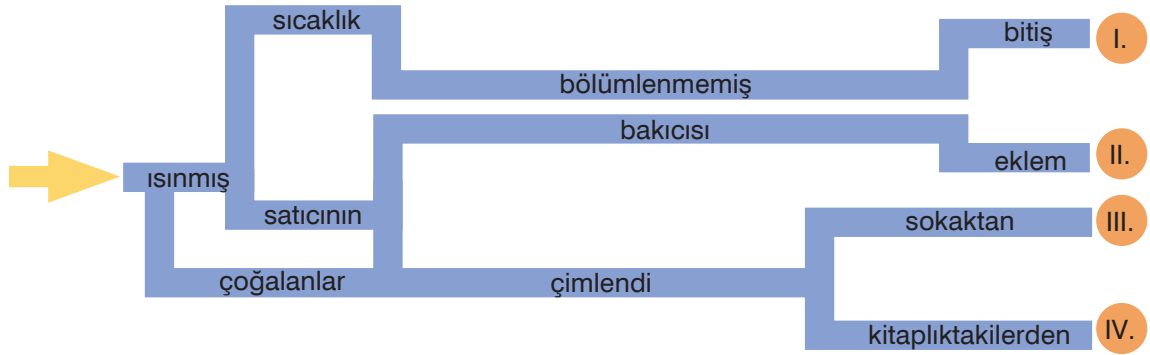 sıcaklık
bitiş
I.
bölümlenmemiş
bakıcısı
eklem
II.
ısınmış
satıcının
sokaktan
III.
çoğalanlar
çimlendi
kitaplıktakilerden
IV.